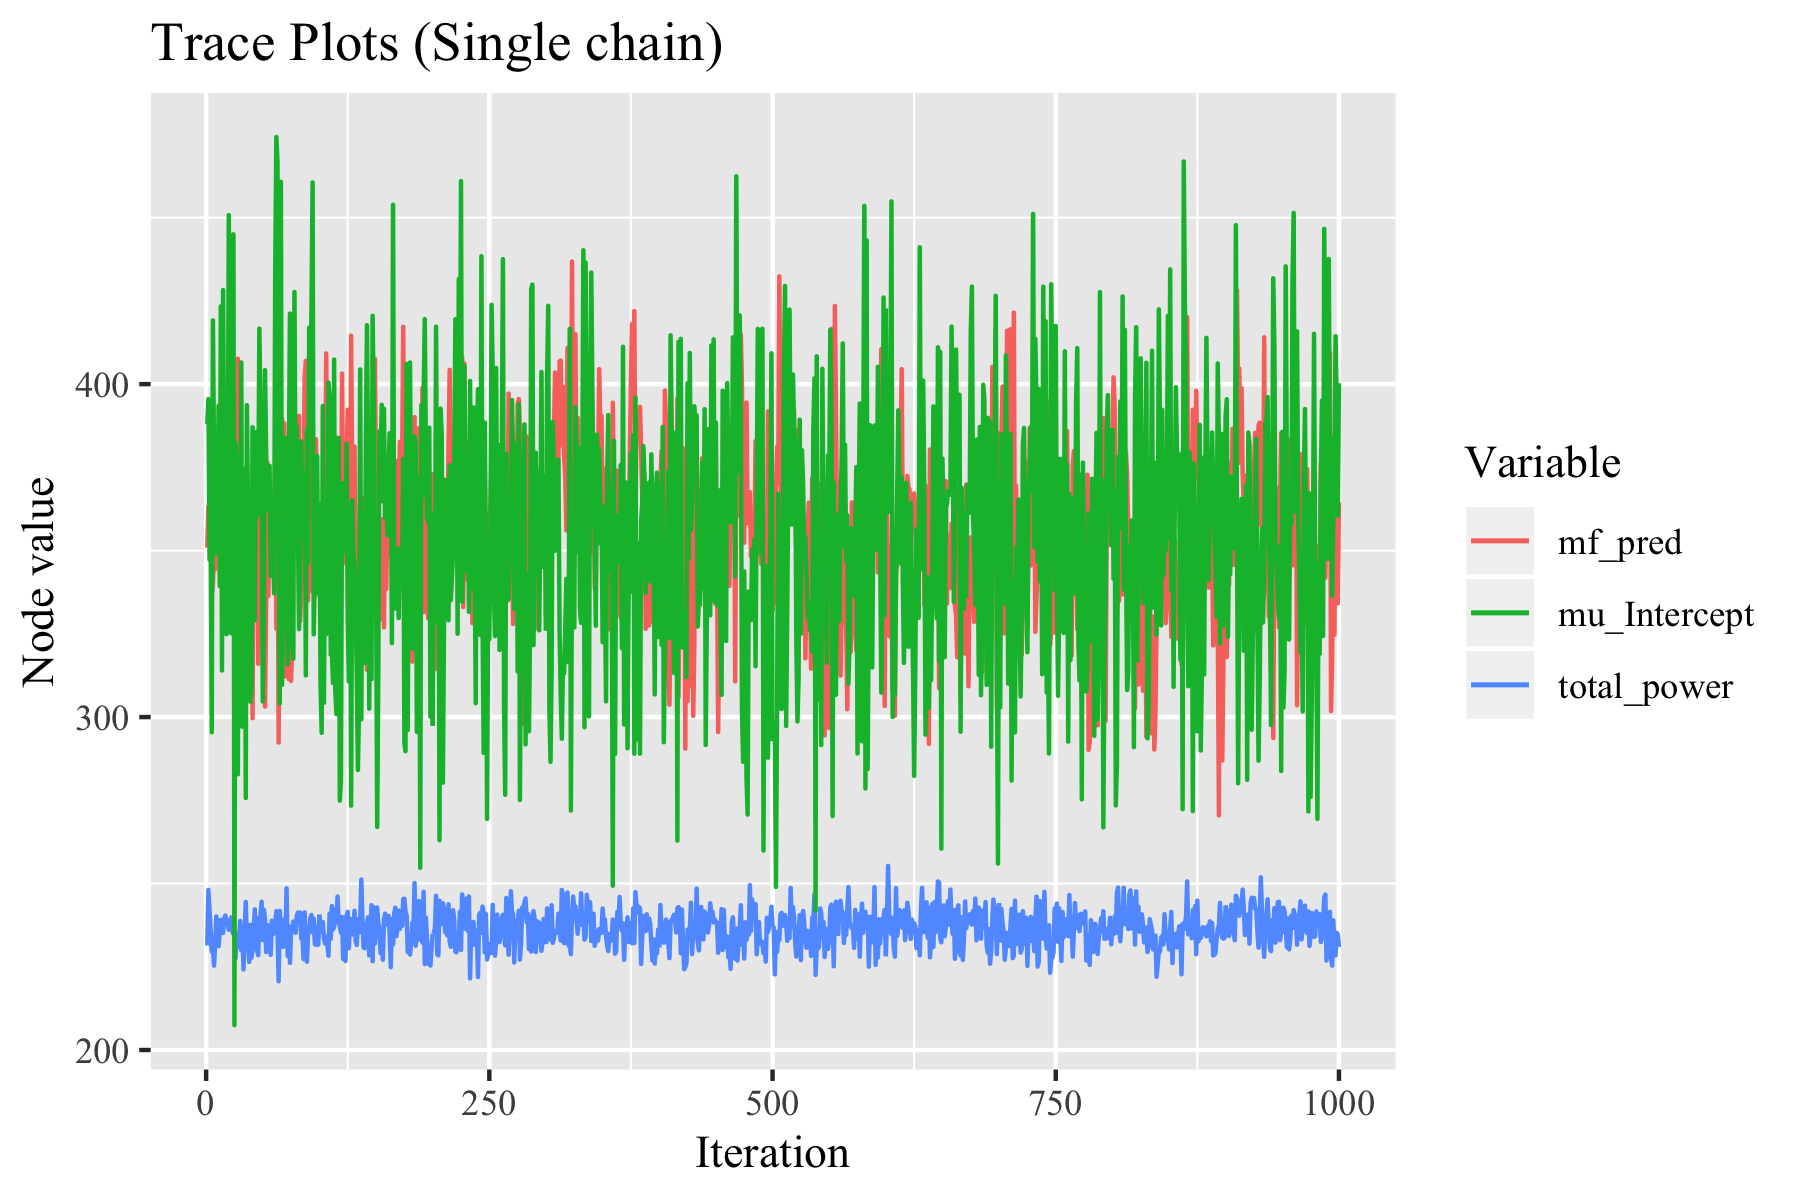 Trace Plots (Single chain)
Node value
400
300
200
0 250 500 750 1000
Iteration
Variable
mf_pred
mu_Intercept
total_power